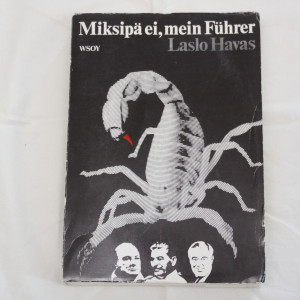 Miksipä ei, mein Führer
WSOY
Laslo Havas